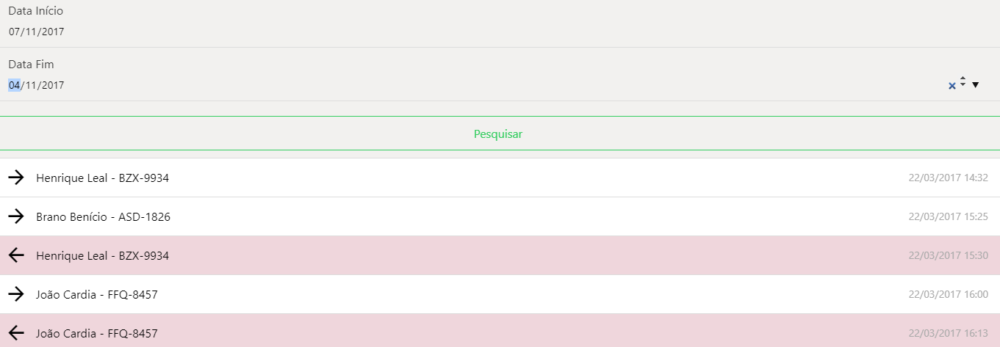 Data Início
07/11/2017
Data Fim
04/11/2017
Pesquisar
Henrique Leal - BZX-9934 22/03/2017 14:32
Brano Benício - ASD-1826 22/03/2017 15:25
Henrique Leal - BZX-9934 22/03/2017 15:30
João Cardia - FFQ-8457 22/03/2017 16:00
João Cardia - FFQ-8457 22/03/2017 16:13